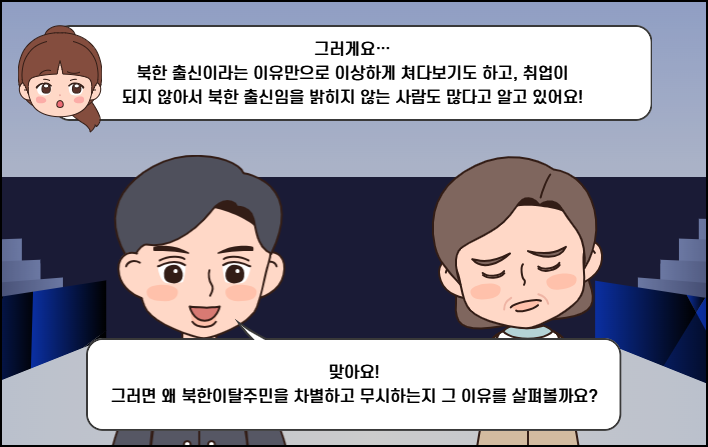 그러게요…
북한 출신이라는 이유만으로 이상하게 쳐다보기도 하고, 취업이
되지 않아서 북한 출신임을 밝히지 않는 사람도 많다고 알고 있어요!
맞아요!
그러면 왜 북한이탈주민을 차별하고 무시하는지 그 이유를 살펴볼까요?